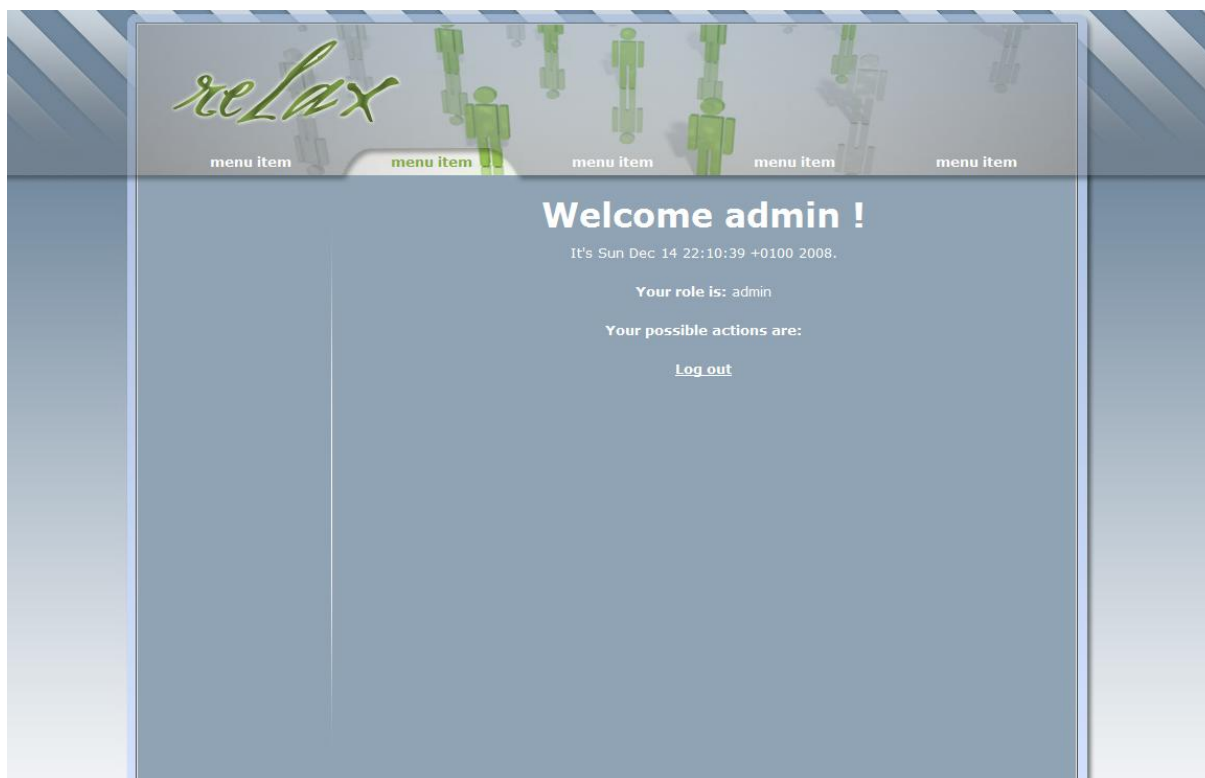 relax
menu item menu item menu item menu item menu item
Welcome admin !
It's Sun Dec 14 22:10:39 +0100 2008.
Your role is: admin
Your possible actions are:
Log out